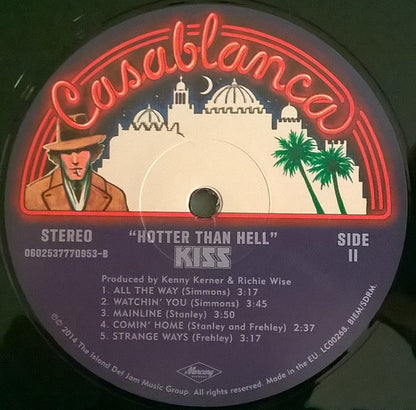 Casablanca
STEREO
0602537770953-B
"HOTTER THAN HELL"
KISS
SIDE
II
Produced by Kenny Kerner & Richie Wise
1. ALL THE WAY (Simmons) 3:17
2. WATCHIN' YOU (Simmons) 3:45
3. MAINLINE (Stanley) 3:50
4. COMIN' HOME (Stanley and Frehley) 2:37
5. STRANGE WAYS (Frehley) 3:17
℗© 2014 The Island Def Jam Music Group. All Rights Reserved. Made in the EU. LC00268. BIEM/SDRM.
Mercury